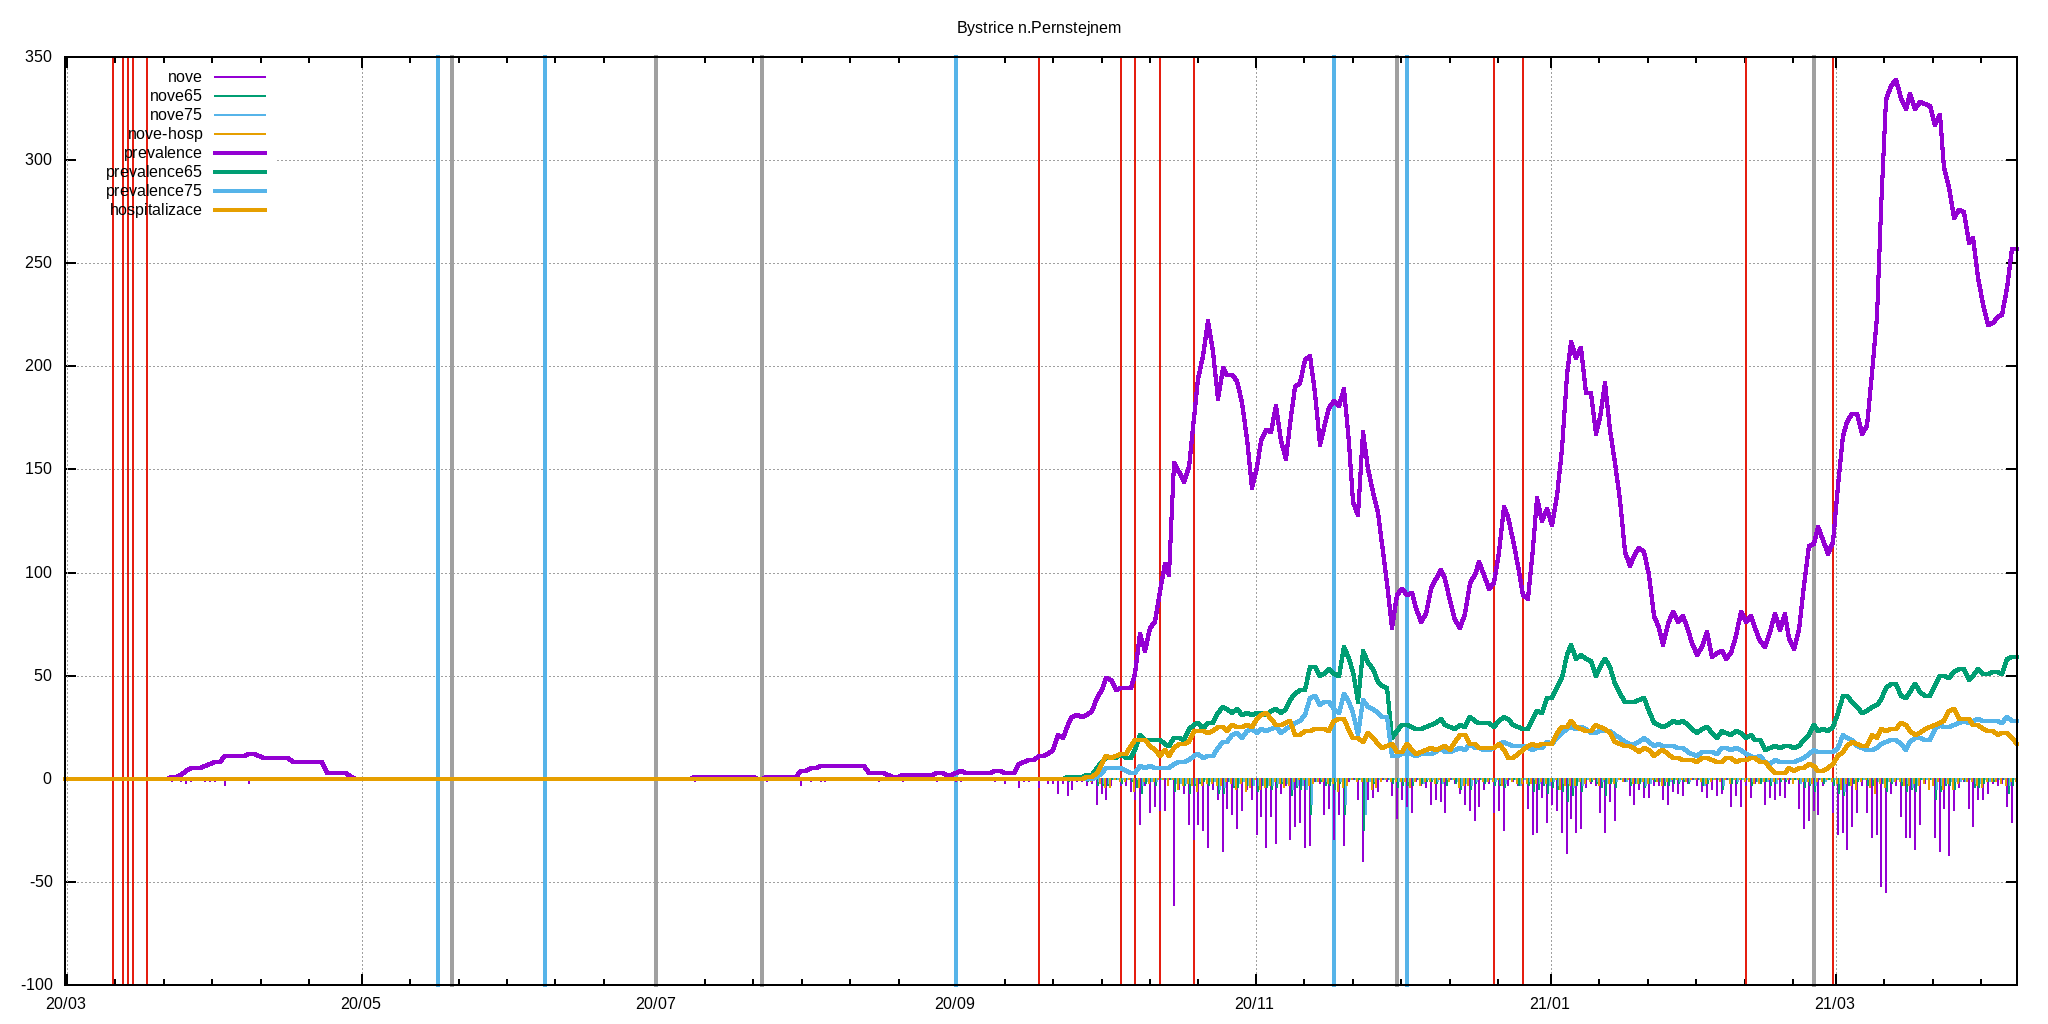 Bystrice n.Pernstejnem
350
300
250
200
150
100
50
0
-50
-100
nove
nove65
nove75
nove-hosp
prevalence
prevalence65
prevalence75
hospitalizace
20/03 20/05 20/07 20/09 20/11 21/01 21/03